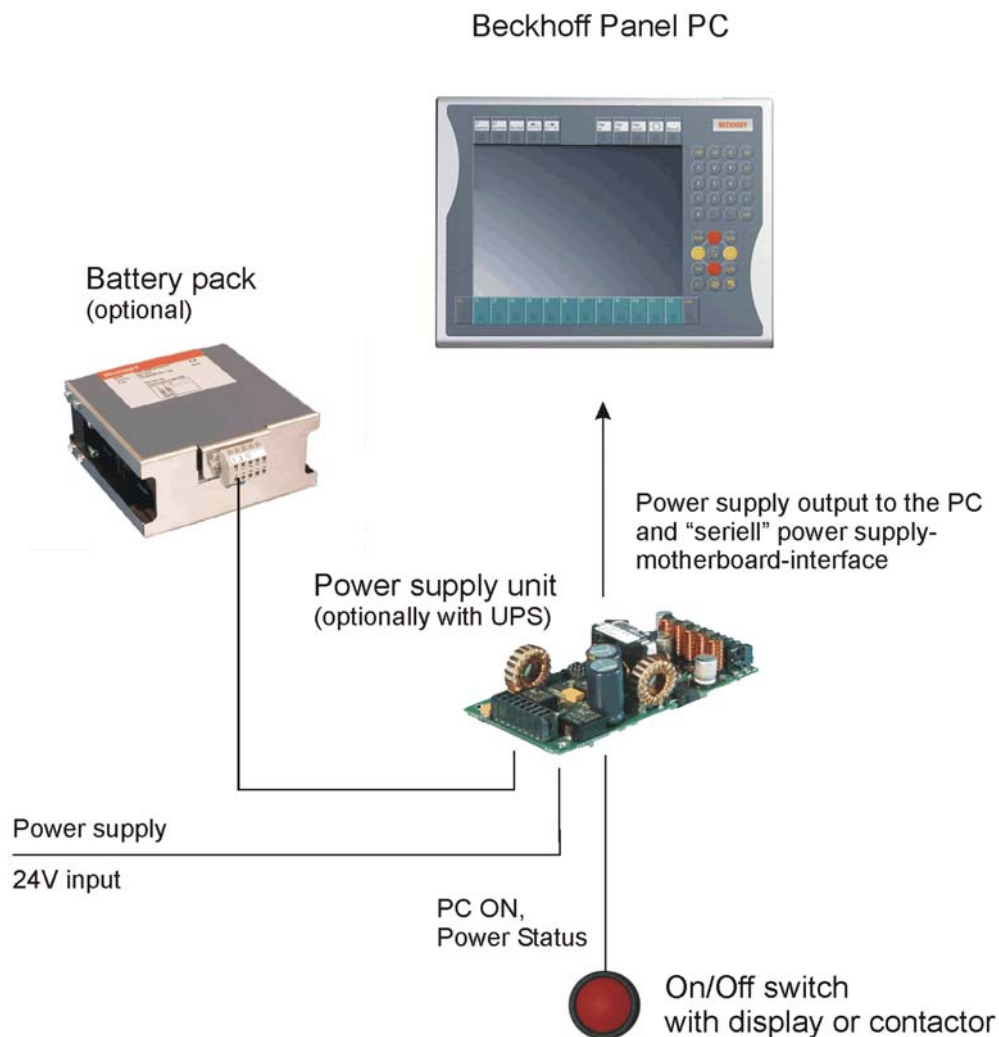 Beckhoff Panel PC
BECKHOFF
Battery pack
(optional)
Power supply output to the PC
and “seriell” power supply-
motherboard-interface
Power supply unit
(optionally with UPS)
Power supply
24V input
PC ON,
Power Status
On/Off switch
with display or contactor